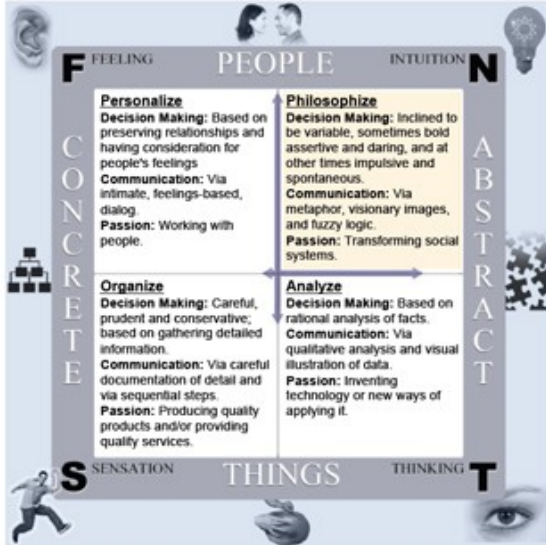 F FEELING PEOPLE INTUITION N
CONCRETE
ABSTRACT
Personalize
Decision Making: Based on
preserving relationships and
having consideration for
people's feelings
Communication: Via
intimate, feelings-based,
dialog.
Passion: Working with
people.
Philosophize
Decision Making: Inclined to
be variable, sometimes bold
assertive and daring, and at
other times impulsive and
spontaneous.
Communication: Via
metaphor, visionary images,
and fuzzy logic.
Passion: Transforming social
systems.
Organize
Decision Making: Careful,
prudent and conservative;
based on gathering detailed
information.
Communication: Via careful
documentation of detail and
via sequential steps.
Passion: Producing quality
products and/or providing
quality services.
Analyze
Decision Making: Based on
rational analysis of facts.
Communication: Via
qualitative analysis and visual
illustration of data.
Passion: Inventing
technology or new ways of
applying it.
S SENSATION THINGS THINKING T